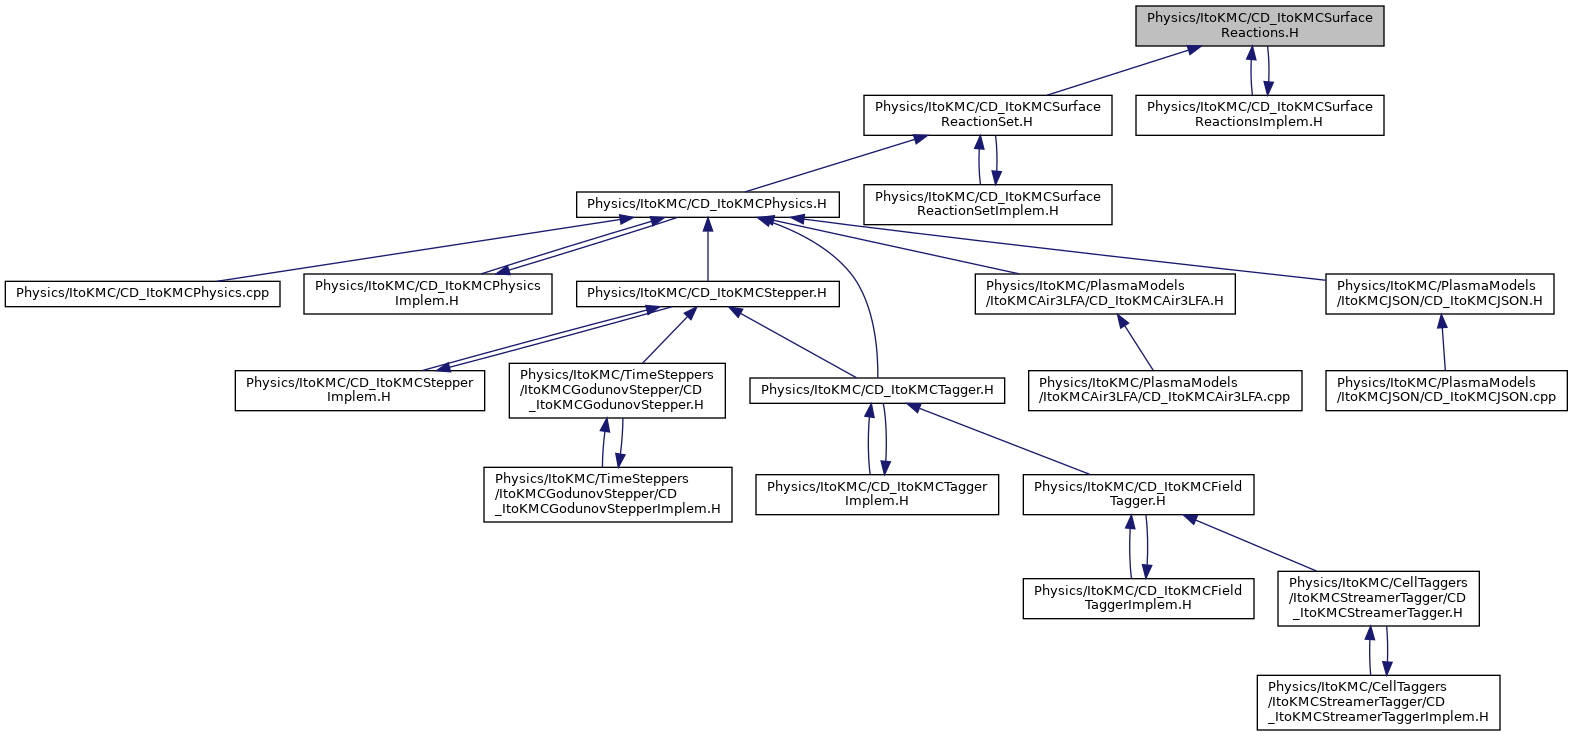 Physics/ItoKMC/CD_ItoKMCSurface
Reactions.H
Physics/ItoKMC/CD_ItoKMCSurface
ReactionSet.H
Physics/ItoKMC/CD_ItoKMCSurface
ReactionsImplem.H
Physics/ItoKMC/CD_ItoKMCPhysics.H
Physics/ItoKMC/CD_ItoKMCSurface
ReactionSetImplem.H
Physics/ItoKMC/CD_ItoKMCPhysics.cpp
Physics/ItoKMC/CD_ItoKMCPhysics
Implem.H
Physics/ItoKMC/CD_ItoKMCStepper.H
Physics/ItoKMC/PlasmaModels
/ItoKMCAir3LFA/CD_ItoKMCAir3LFA.H
Physics/ItoKMC/PlasmaModels
/ItoKMCJSON/CD_ItoKMCJSON.H
Physics/ItoKMC/CD_ItoKMCStepper
Implem.H
Physics/ItoKMC/TimeSteppers
/ItoKMCGodunovStepper/CD
_ItoKMCGodunovStepper.H
Physics/ItoKMC/CD_ItoKMCTagger.H
Physics/ItoKMC/PlasmaModels
/ItoKMCAir3LFA/CD_ItoKMCAir3LFA.cpp
Physics/ItoKMC/PlasmaModels
/ItoKMCJSON/CD_ItoKMCJSON.cpp
Physics/ItoKMC/TimeSteppers
/ItoKMCGodunovStepper/CD
_ItoKMCGodunovStepperImplem.H
Physics/ItoKMC/CD_ItoKMCTagger
Implem.H
Physics/ItoKMC/CD_ItoKMCField
Tagger.H
Physics/ItoKMC/CD_ItoKMCField
TaggerImplem.H
Physics/ItoKMC/CellTaggers
/ItoKMCStreamerTagger/CD
_ItoKMCStreamerTagger.H
Physics/ItoKMC/CellTaggers
/ItoKMCStreamerTagger/CD
_ItoKMCStreamerTaggerImplem.H